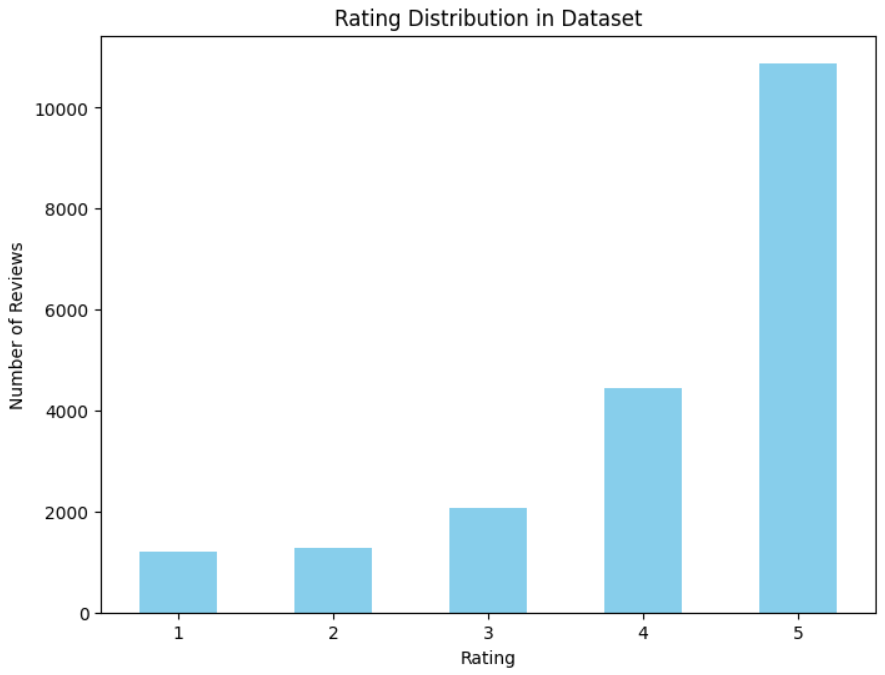 Rating Distribution in Dataset
Number of Reviews
10000
8000
6000
4000
2000
0
1 2 3 4 5
Rating